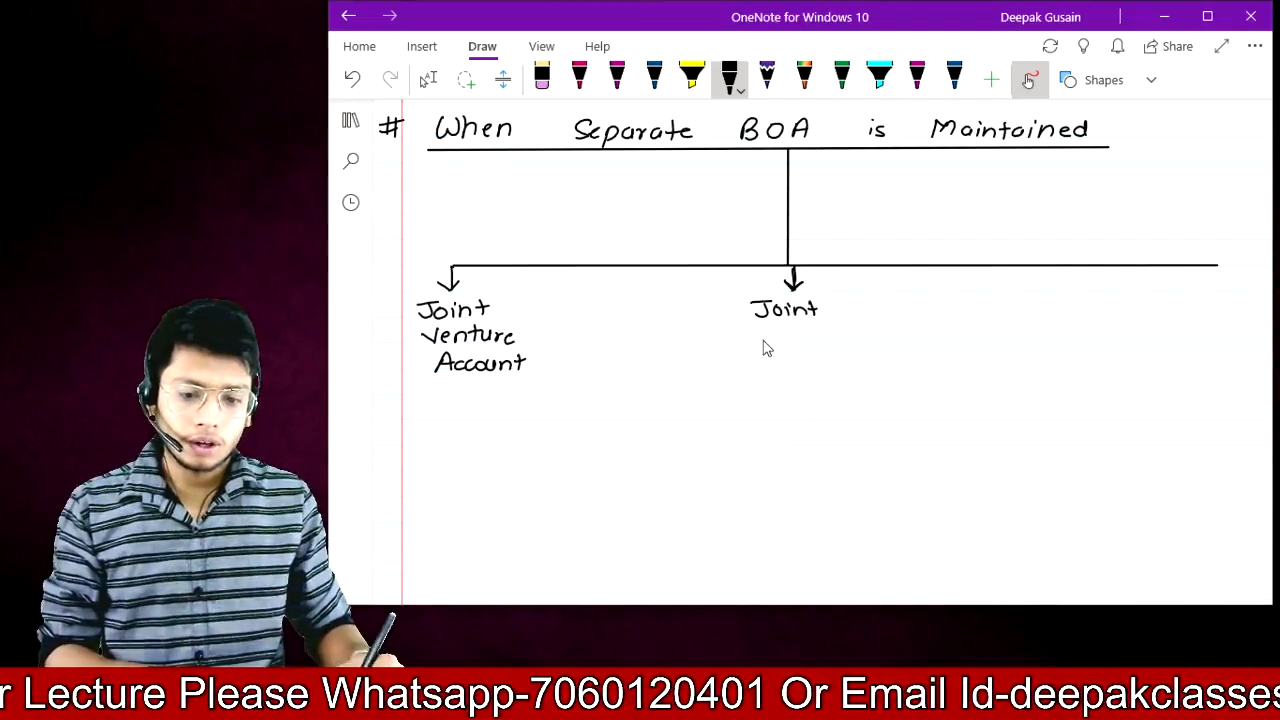 OneNote for Windows 10
Deepak Gusain
Home Insert Draw View Help
Share
Shapes
# When Separate BOA is Maintained
Joint
Venture
Account
Joint
r Lecture Please Whatsapp-7060120401 Or Email Id-deepakclasses